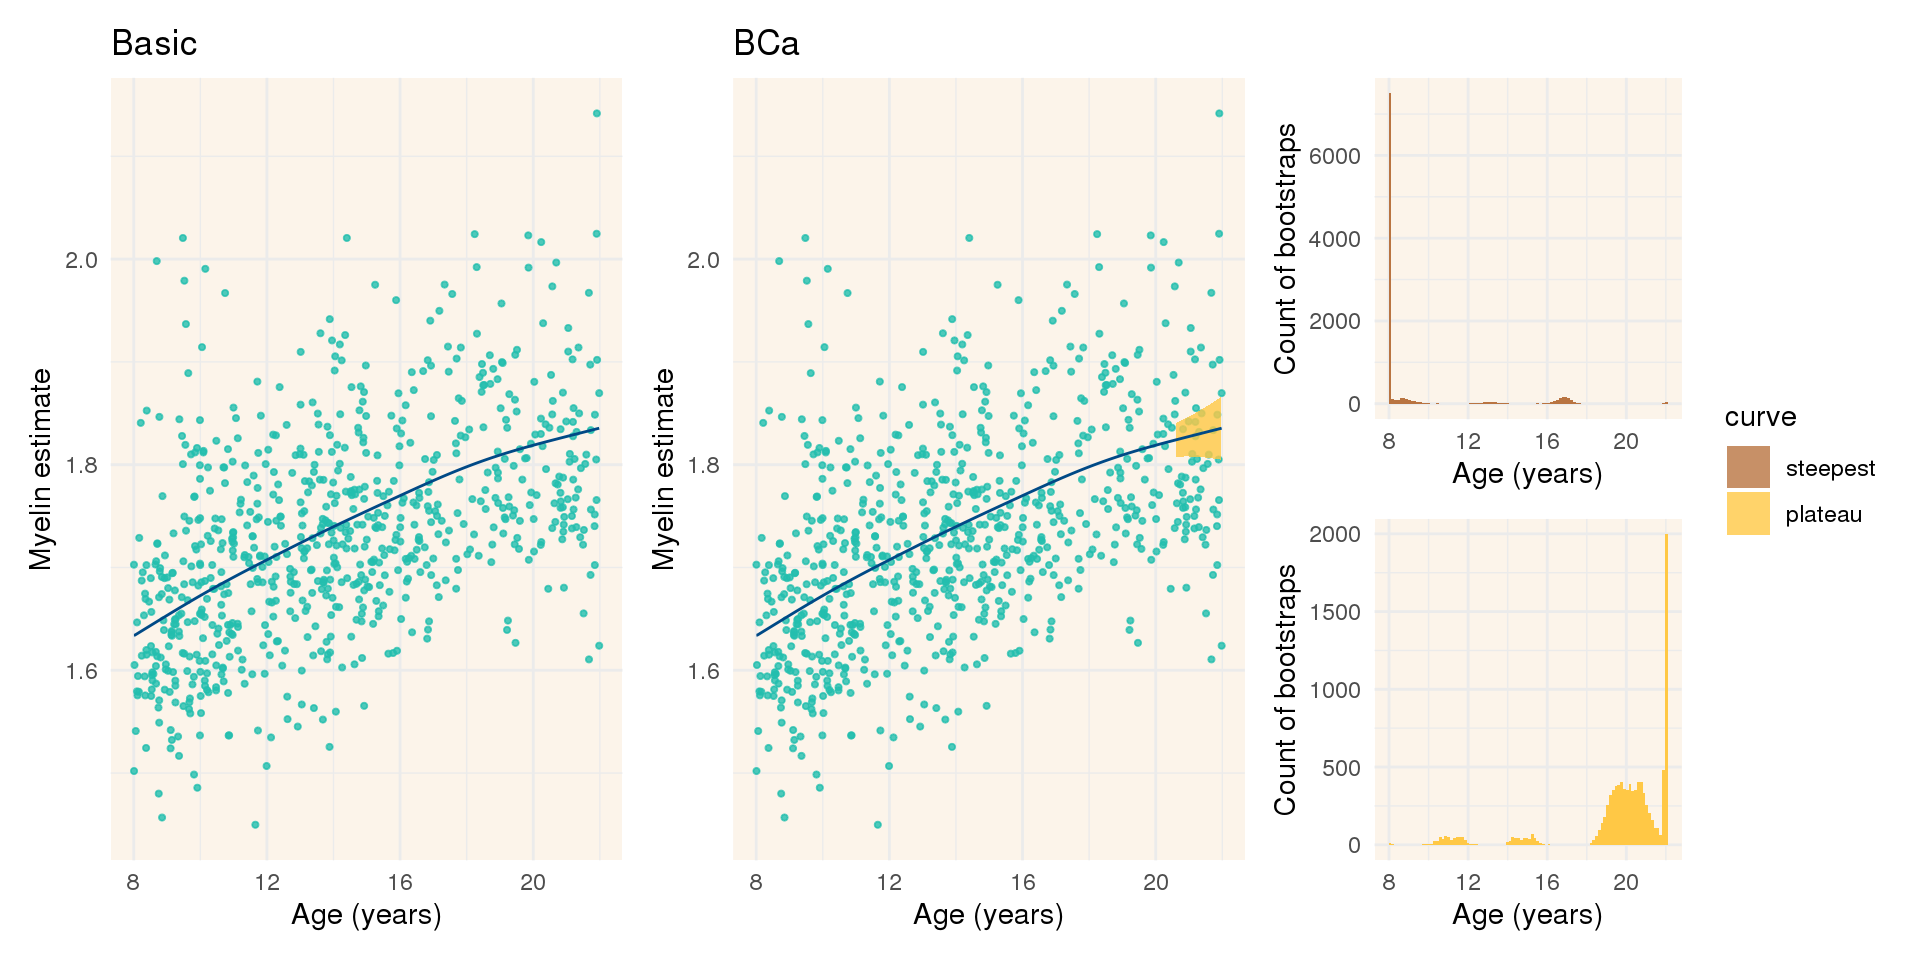 Basic
Myelin estimate
2.0
1.8
1.6
8 12 16 20
Age (years)
BCa
Myelin estimate
2.0
1.8
1.6
8 12 16 20
Age (years)
Count of bootstraps
6000
4000
2000
0
8 12 16 20
Age (years)
Count of bootstraps
2000
1500
1000
500
0
8 12 16 20
Age (years)
curve
steepest
plateau